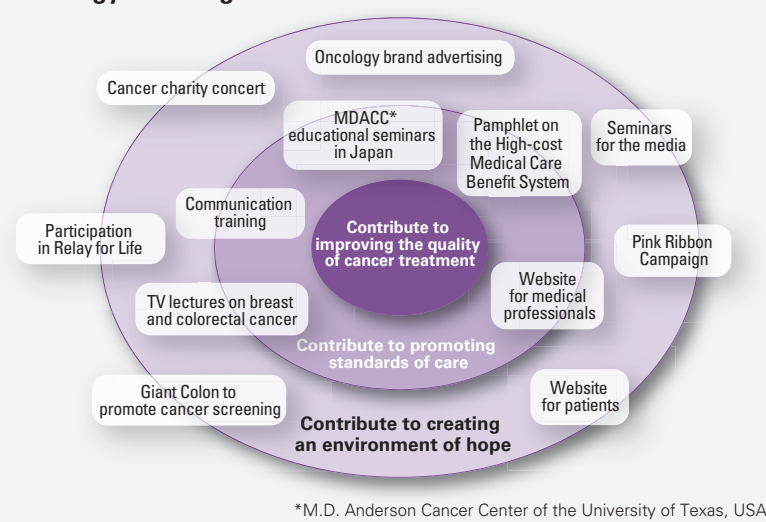 Oncology brand advertising
Cancer charity concert
MDACC*
educational seminars
in Japan
Pamphlet on
the High-cost
Medical Care
Benefit System
Seminars
for the media
Communication
training
Participation
in Relay for Life
Contribute to
improving the quality
of cancer treatment
Pink Ribbon
Campaign
Website
for medical
professionals
TV lectures on breast
and colorectal cancer
Contribute to promoting
standards of care
Giant Colon to
promote cancer screening
Website
for patients
Contribute to creating
an environment of hope
*M.D. Anderson Cancer Center of the University of Texas, USA